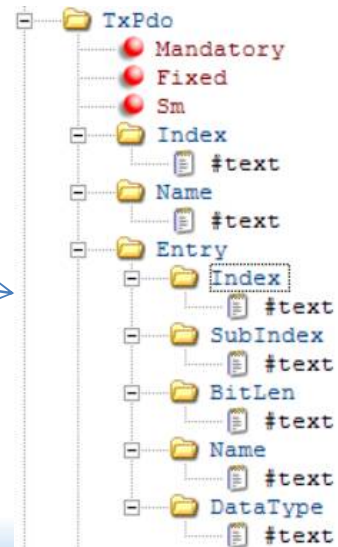 TxPdo
Mandatory
Fixed
Sm
Index
#text
Name
#text
Entry
Index
#text
SubIndex
#text
BitLen
#text
Name
#text
DataType
#text